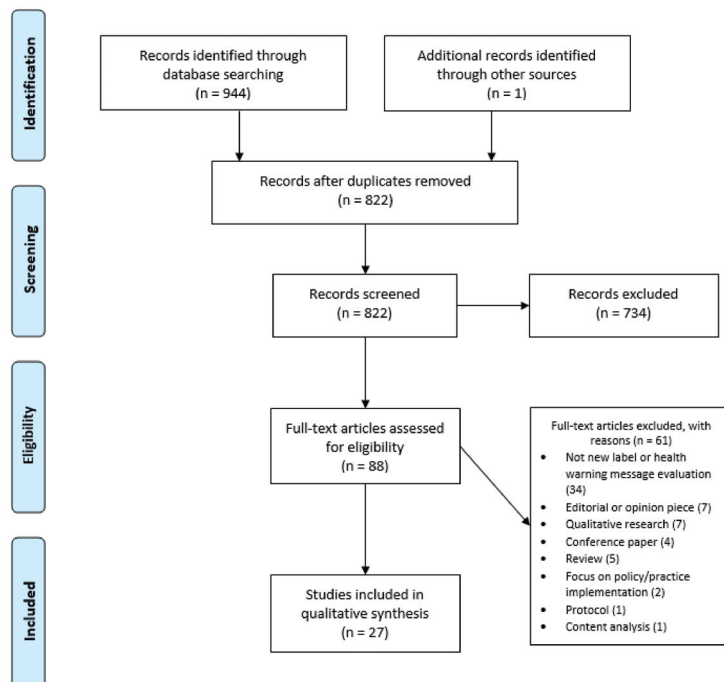 Identification
Records identified through
database searching
(n = 944)
Additional records identified
through other sources
(n = 1)
Records after duplicates removed
(n = 822)
Screening
Records screened
(n = 822)
Records excluded
(n = 734)
Eligibility
Full-text articles assessed
for eligibility
(n = 88)
Full-text articles excluded, with
reasons (n = 61)
• Not new label or health
warning message evaluation
(34)
• Editorial or opinion piece (7)
• Qualitative research (7)
• Conference paper (4)
• Review (5)
• Focus on policy/practice
implementation (2)
• Protocol (1)
• Content analysis (1)
Included
Studies included in
qualitative synthesis
(n = 27)